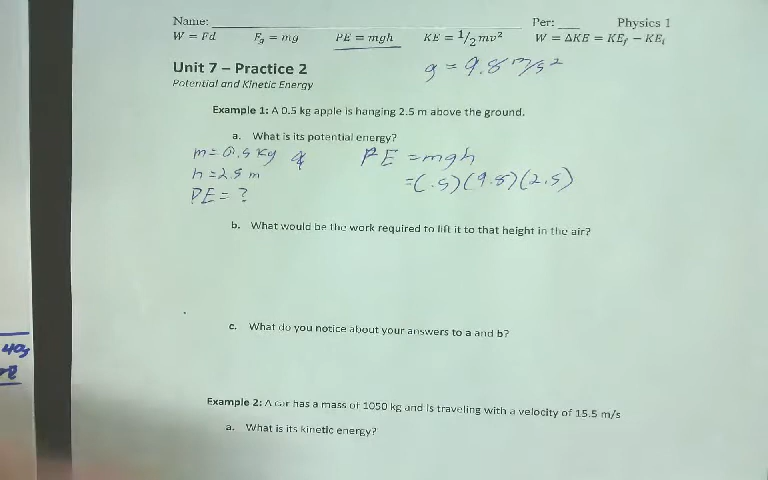 Name: Per: Physics 1
W = Fd Fg = mg PE = mgh KE = 1/2 mv² W = ΔKE = KEf − KEi
Unit 7 – Practice 2 g = 9.8 m/s²
Potential and Kinetic Energy
Example 1: A 0.5 kg apple is hanging 2.5 m above the ground.
a. What is its potential energy?
m = 0.5 kg PE = mgh
h = 2.5 m = (.5)(9.8)(2.5)
PE = ?
b. What would be the work required to lift it to that height in the air?
c. What do you notice about your answers to a and b?
Example 2: A car has a mass of 1050 kg and is traveling with a velocity of 15.5 m/s
a. What is its kinetic energy?